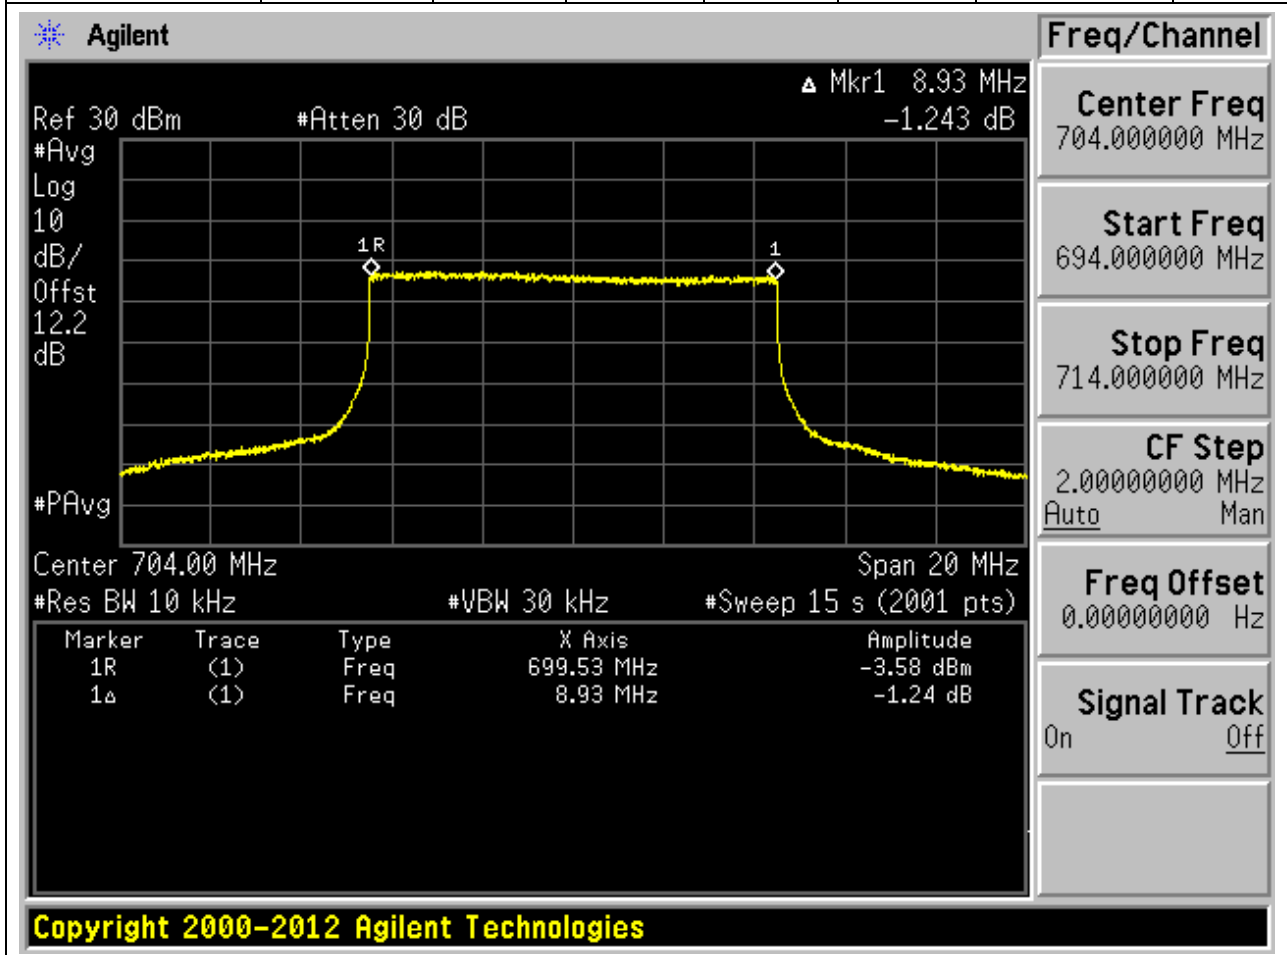 Agilent
Freq/Channel
▵ Mkr1 8.93 MHz
Ref 30 dBm #Atten 30 dB −1.243 dB
#Avg
Log
10
dB/
Offst
12.2
dB
1R
1
#PAvg
Center 704.00 MHz Span 20 MHz
#Res BW 10 kHz #VBW 30 kHz #Sweep 15 s (2001 pts)
Marker Trace Type X Axis Amplitude
1R (1) Freq 699.53 MHz −3.58 dBm
1▵ (1) Freq 8.93 MHz −1.24 dB
Center Freq
704.000000 MHz
Start Freq
694.000000 MHz
Stop Freq
714.000000 MHz
CF Step
2.00000000 MHz
Auto Man
Freq Offset
0.00000000 Hz
Signal Track
On Off
Copyright 2000-2012 Agilent Technologies